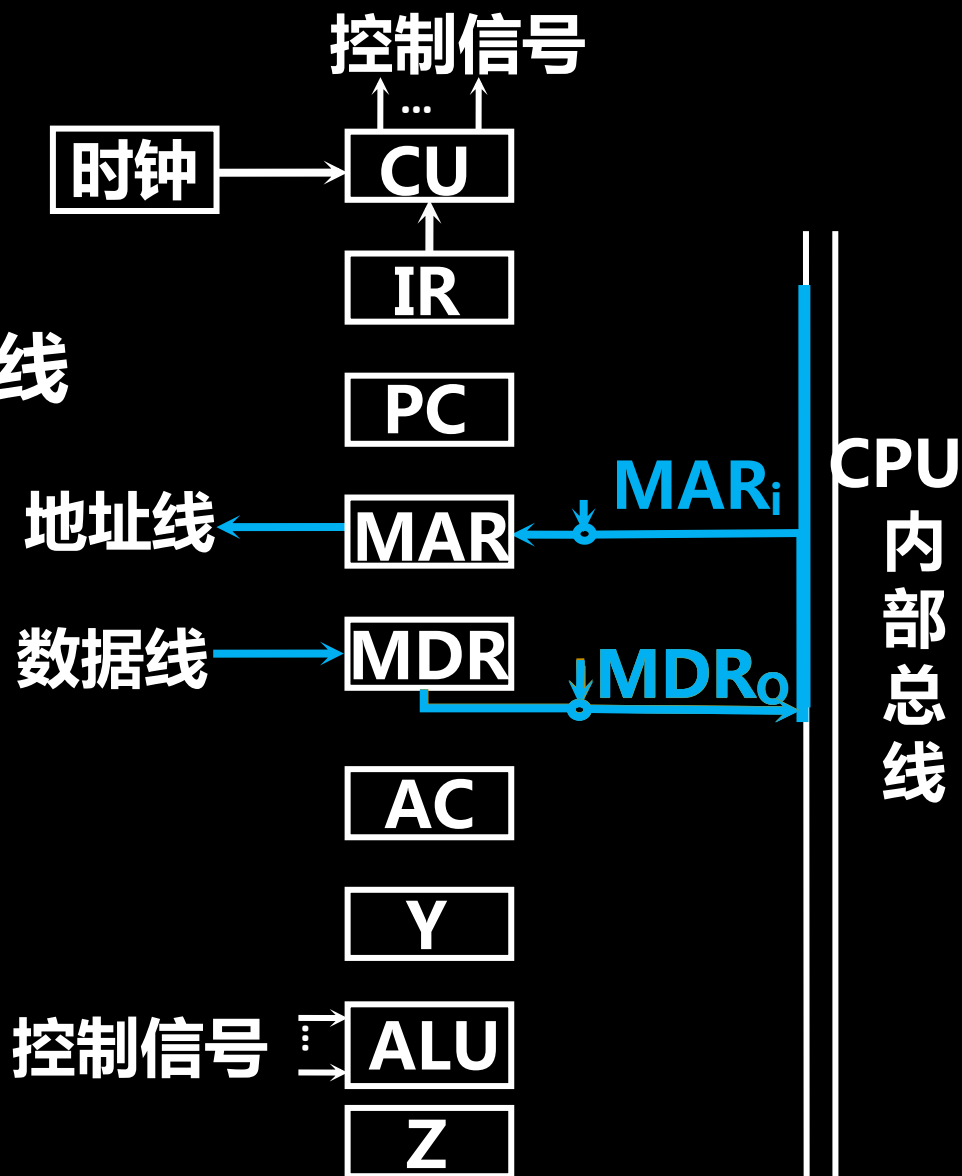 控制信号
...
时钟
CU
IR
线
PC
MARi
CPU
内
部
总
线
地址线
MAR
数据线
MDR
MDRO
AC
Y
控制信号
...
ALU
Z